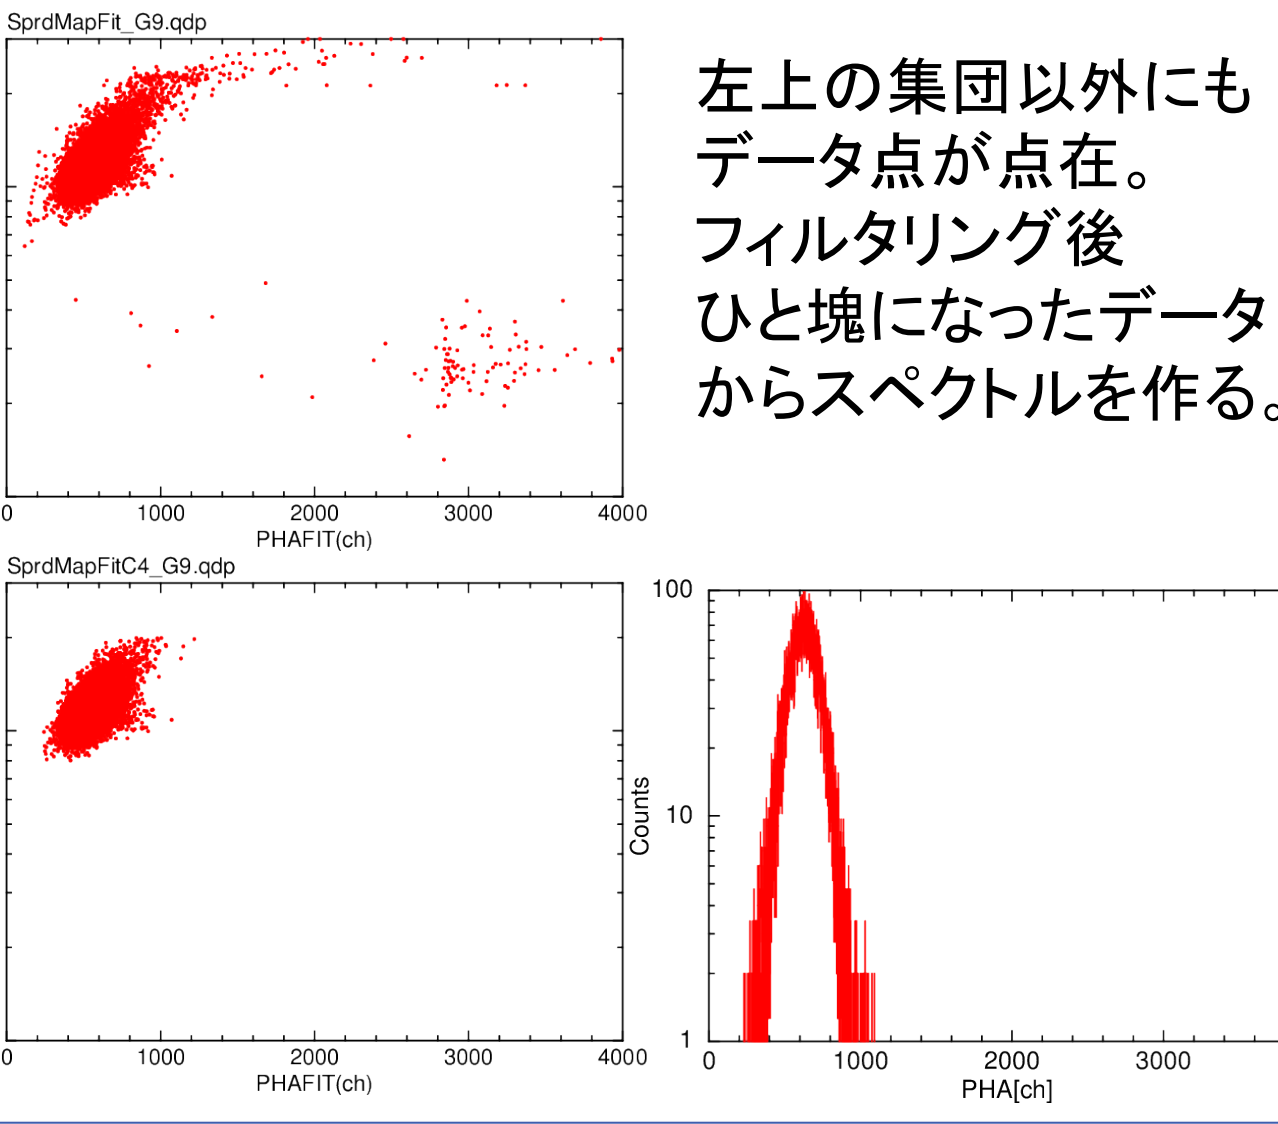 SprdMapFit_G9.qdp
0 1000 2000 3000 4000
PHAFIT(ch)
左上の集団以外にも
データ点が点在。
フィルタリング後
ひと塊になったデータ
からスペクトルを作る。
SprdMapFitC4_G9.qdp
0 1000 2000 3000 4000
PHAFIT(ch)
100
10
1
Counts
0 1000 2000 3000
PHA[ch]